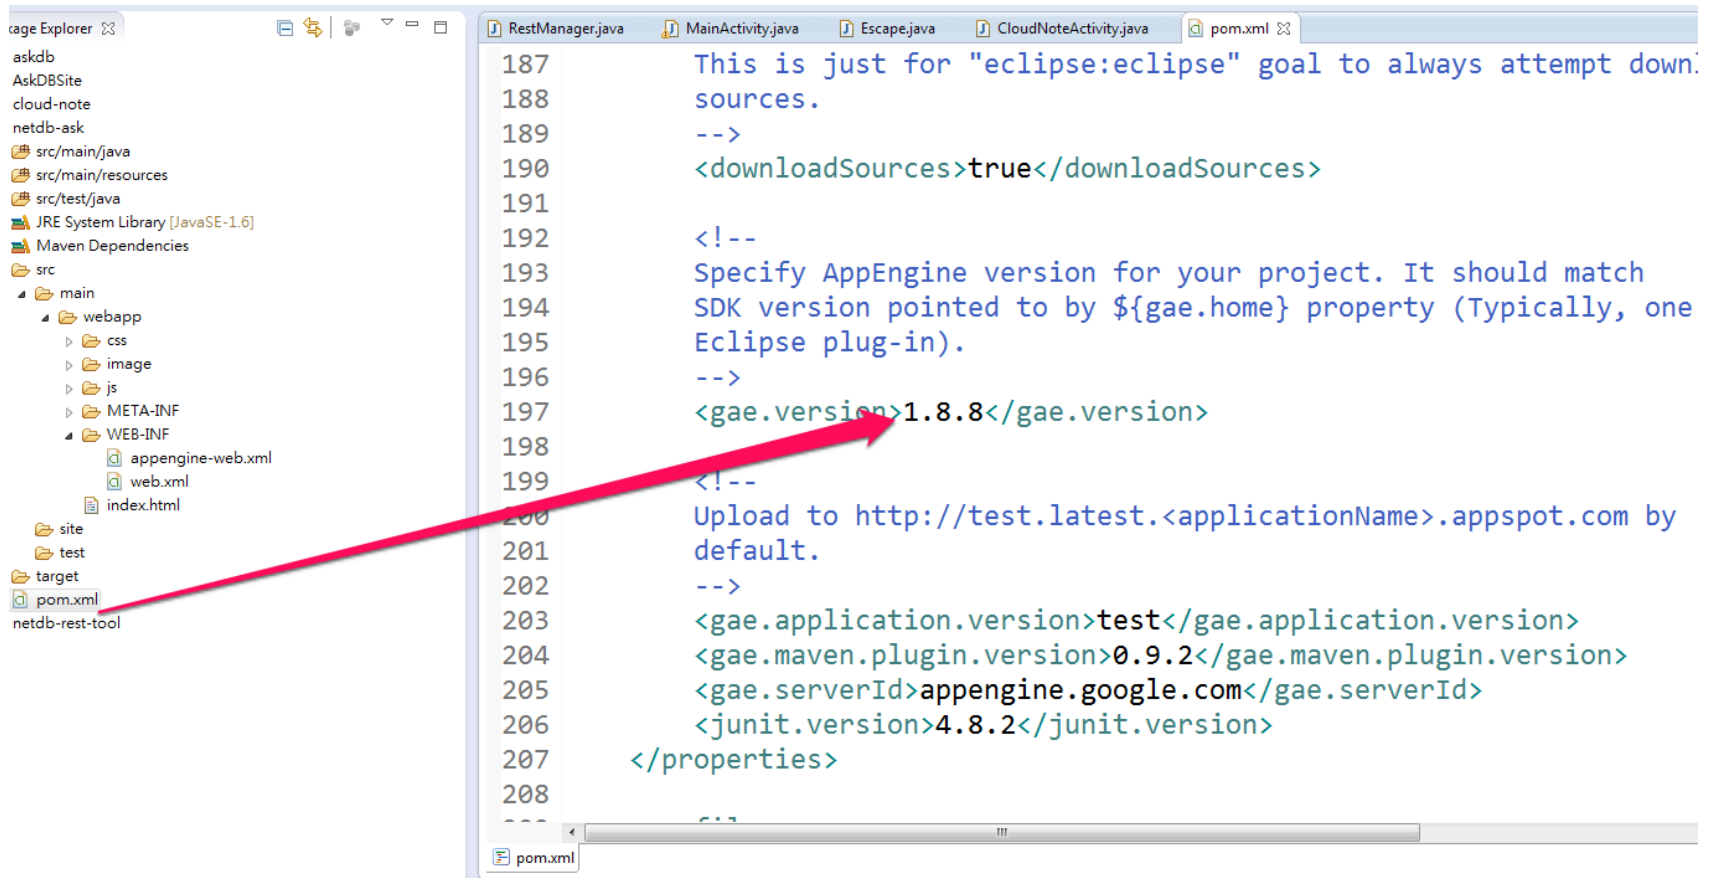 kage Explorer
askdb
AskDBSite
cloud-note
netdb-ask
src/main/java
src/main/resources
src/test/java
JRE System Library [JavaSE-1.6]
Maven Dependencies
src
main
webapp
css
image
js
META-INF
WEB-INF
appengine-web.xml
web.xml
index.html
site
test
target
pom.xml
netdb-rest-tool
RestManager.java MainActivity.java Escape.java CloudNoteActivity.java pom.xml
187 This is just for "eclipse:eclipse" goal to always attempt downl
188 sources.
189 -->
190 <downloadSources>true</downloadSources>
191
192 <!--
193 Specify AppEngine version for your project. It should match
194 SDK version pointed to by ${gae.home} property (Typically, one
195 Eclipse plug-in).
196 -->
197 <gae.version>1.8.8</gae.version>
198
199 <!--
200 Upload to http://test.latest.<applicationName>.appspot.com by
201 default.
202 -->
203 <gae.application.version>test</gae.application.version>
204 <gae.maven.plugin.version>0.9.2</gae.maven.plugin.version>
205 <gae.serverId>appengine.google.com</gae.serverId>
206 <junit.version>4.8.2</junit.version>
207 </properties>
208
pom.xml